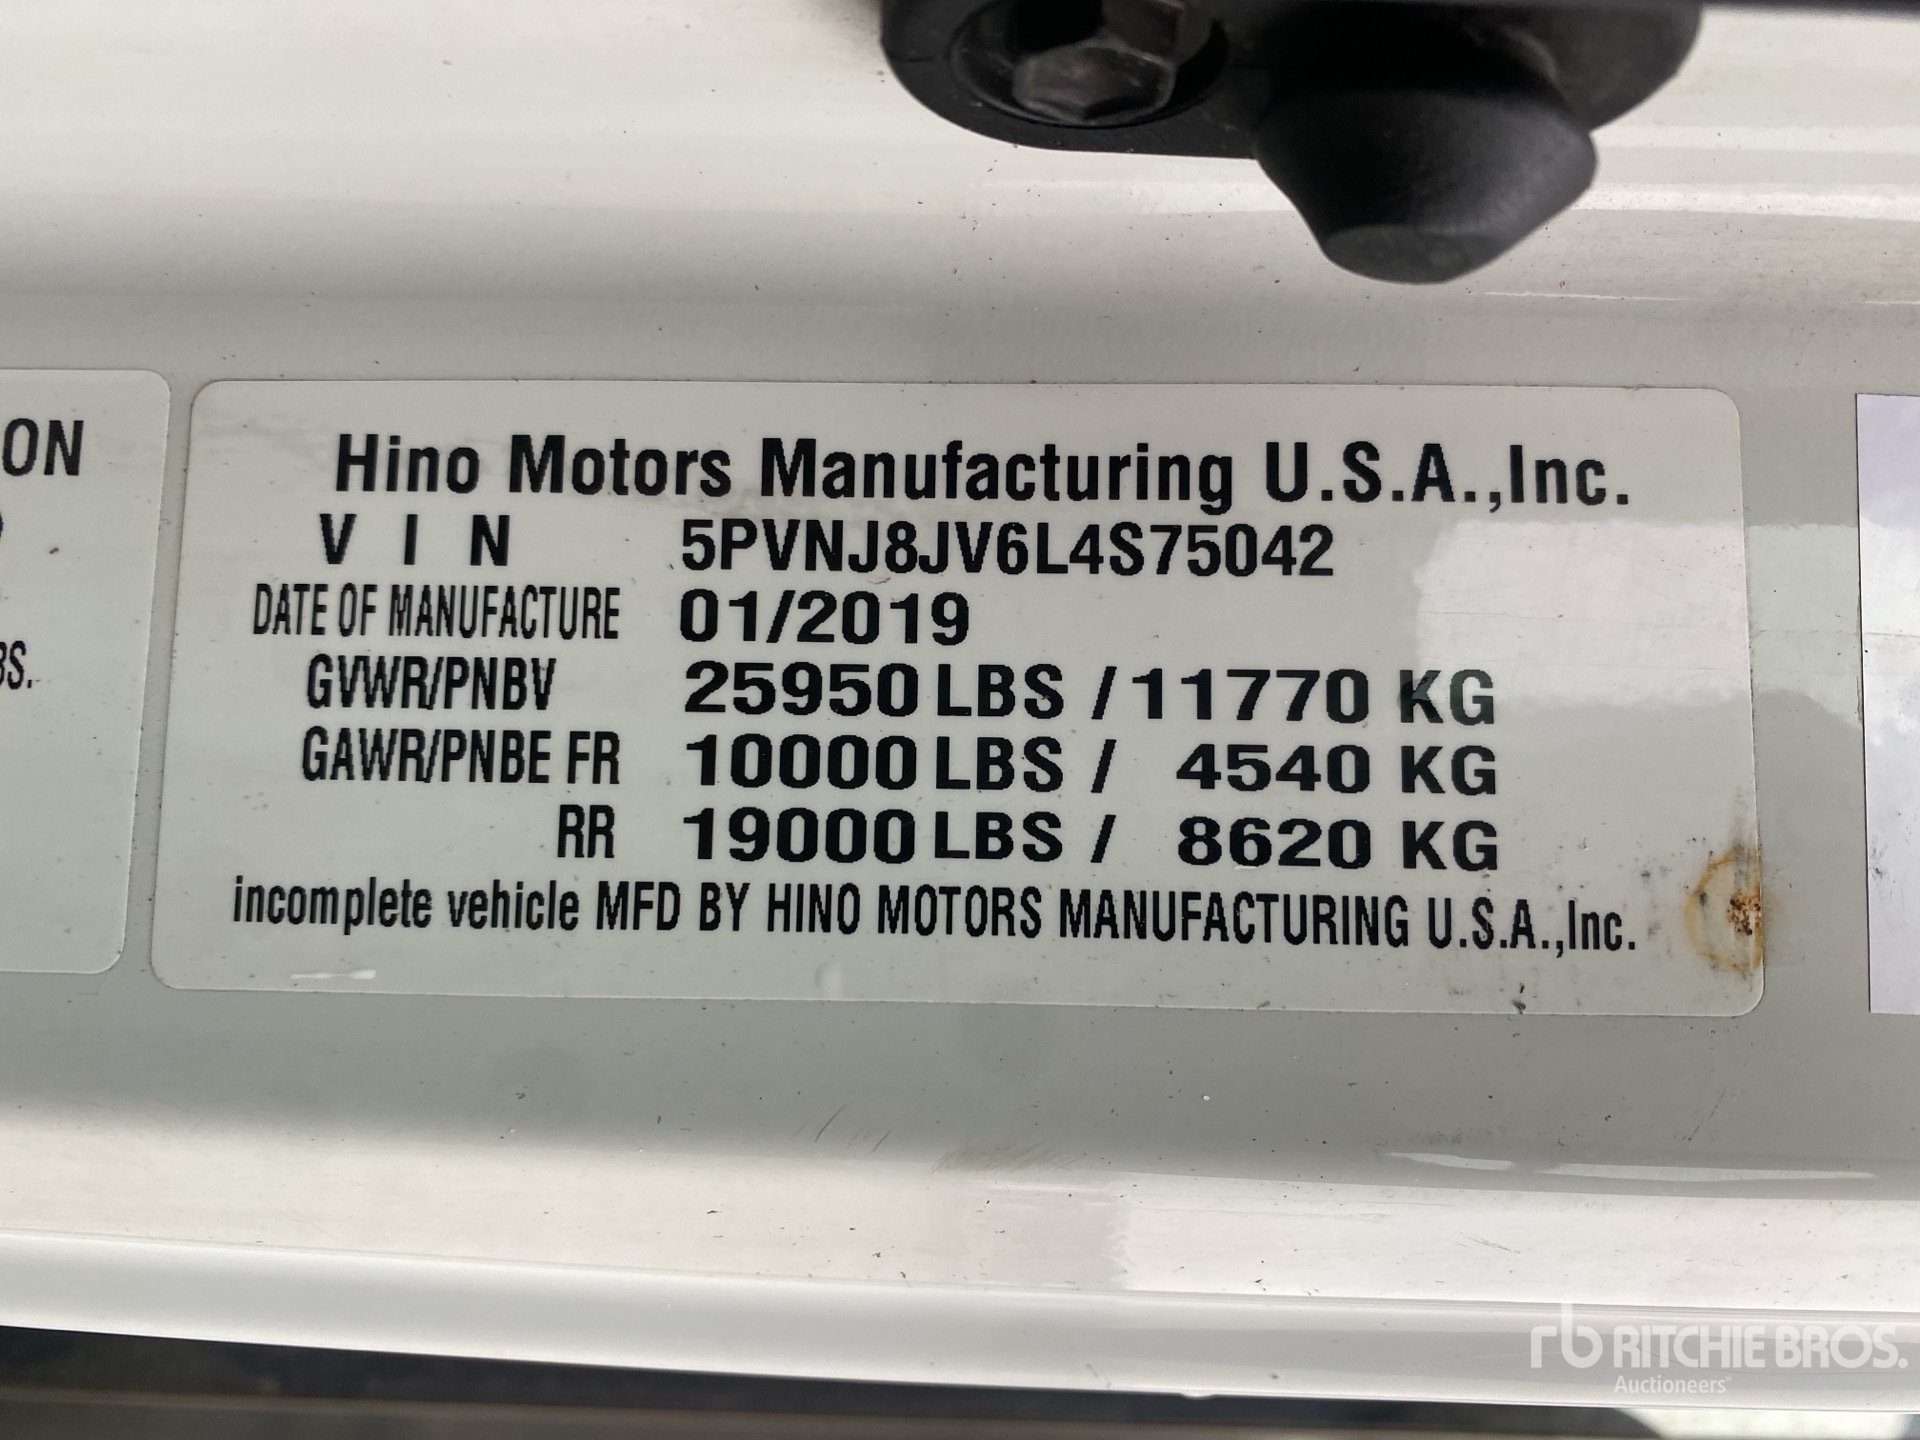 ON
BS.
Hino Motors Manufacturing U.S.A.,Inc.
V I N 5PVNJ8JV6L4S75042
DATE OF MANUFACTURE 01/2019
GVWR/PNBV 25950 LBS / 11770 KG
GAWR/PNBE FR 10000 LBS / 4540 KG
RR 19000 LBS / 8620 KG
incomplete vehicle MFD BY HINO MOTORS MANUFACTURING U.S.A.,Inc.
rb RITCHIE BROS.
Auctioneers